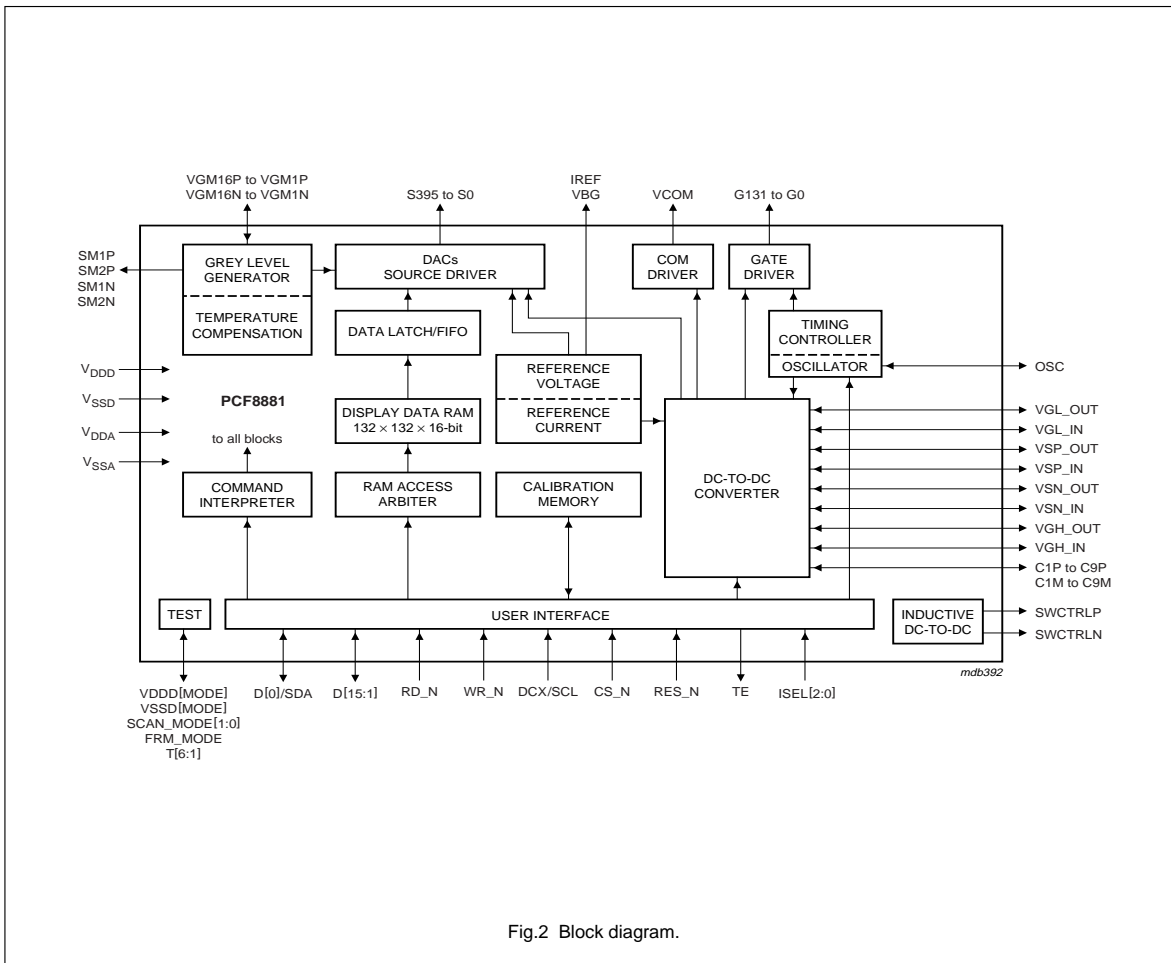 VGM16P to VGM1P
VGM16N to VGM1N
S395 to S0
IREF
VBG
VCOM
G131 to G0
SM1P
SM2P
SM1N
SM2N
GREY LEVEL
GENERATOR
TEMPERATURE
COMPENSATION
DACs
SOURCE DRIVER
COM
DRIVER
GATE
DRIVER
DATA LATCH/FIFO
TIMING
CONTROLLER
OSCILLATOR
OSC
REFERENCE
VOLTAGE
REFERENCE
CURRENT
VDDD
VSSD
VDDA
VSSA
PCF8881
to all blocks
DISPLAY DATA RAM
132 × 132 × 16-bit
COMMAND
INTERPRETER
RAM ACCESS
ARBITER
CALIBRATION
MEMORY
DC-TO-DC
CONVERTER
VGL_OUT
VGL_IN
VSP_OUT
VSP_IN
VSN_OUT
VSN_IN
VGH_OUT
VGH_IN
C1P to C9P
C1M to C9M
TEST
USER INTERFACE
INDUCTIVE
DC-TO-DC
SWCTRLP
SWCTRLN
mdb392
VDDD[MODE]
VSSD[MODE]
SCAN_MODE[1:0]
FRM_MODE
T[6:1]
D[0]/SDA
D[15:1]
RD_N
WR_N
DCX/SCL
CS_N
RES_N
TE
ISEL[2:0]
Fig.2 Block diagram.